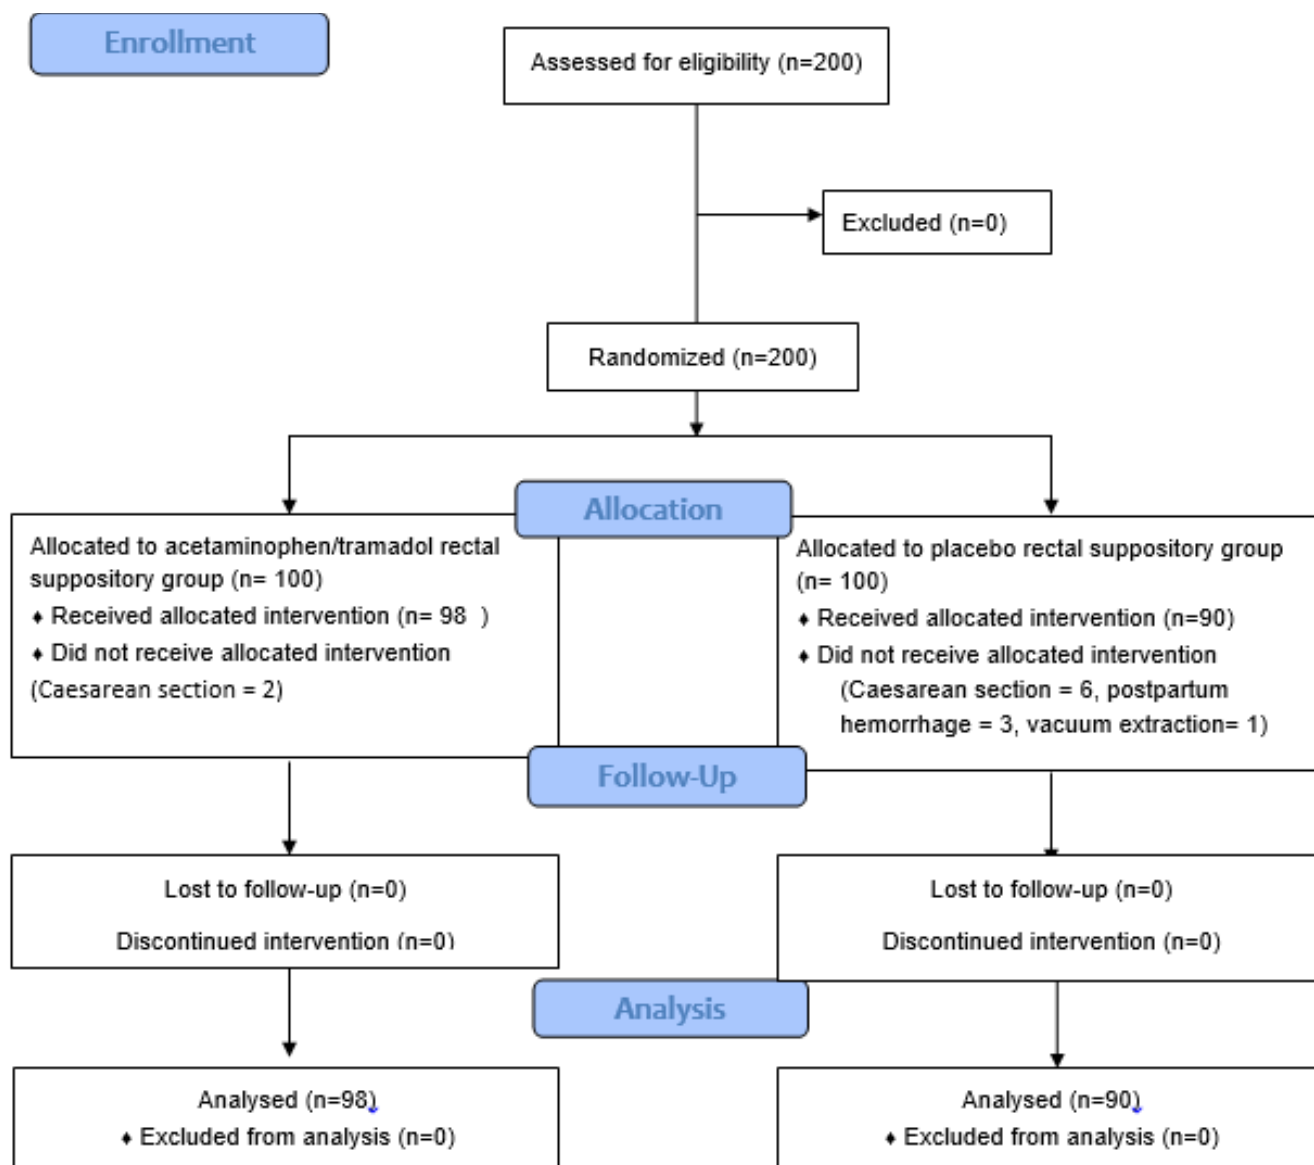 Enrollment
Assessed for eligibility (n=200)
Excluded (n=0)
Randomized (n=200)
Allocation
Allocated to acetaminophen/tramadol rectal
suppository group (n= 100)
♦ Received allocated intervention (n= 98 )
♦ Did not receive allocated intervention
(Caesarean section = 2)
Allocated to placebo rectal suppository group
(n= 100)
♦ Received allocated intervention (n=90)
♦ Did not receive allocated intervention
(Caesarean section = 6, postpartum
hemorrhage = 3, vacuum extraction= 1)
Follow-Up
Lost to follow-up (n=0)
Discontinued intervention (n=0)
Lost to follow-up (n=0)
Discontinued intervention (n=0)
Analysis
Analysed (n=98)
♦ Excluded from analysis (n=0)
Analysed (n=90)
♦ Excluded from analysis (n=0)